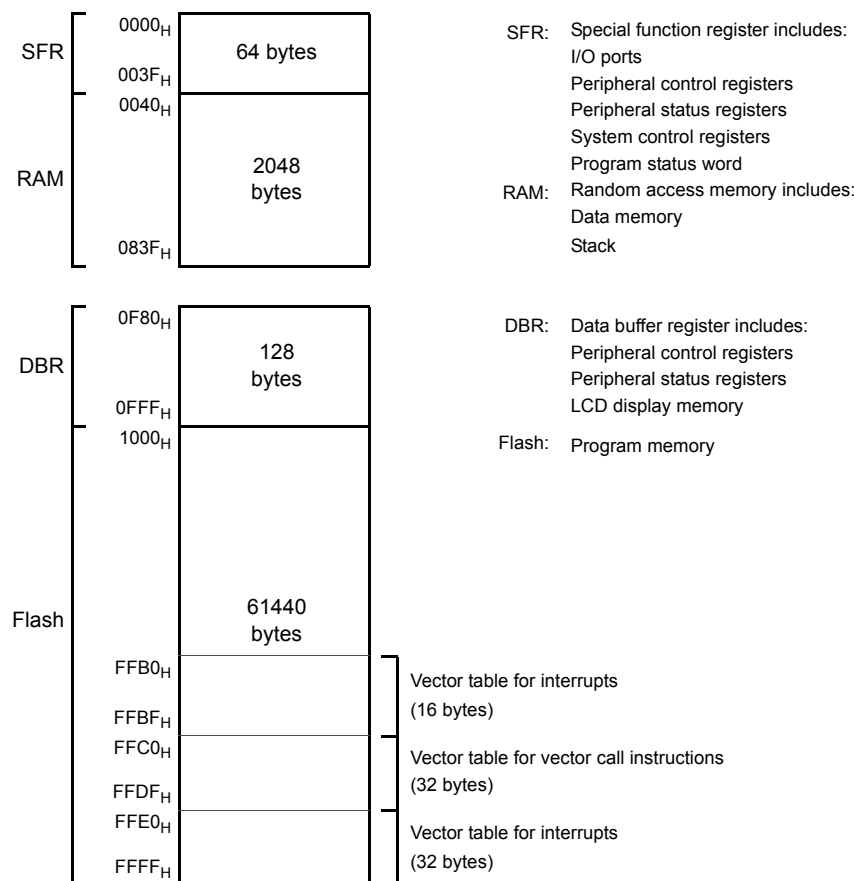 0000H
SFR
64 bytes
003FH
0040H
RAM
2048
bytes
083FH
SFR: Special function register includes:
I/O ports
Peripheral control registers
Peripheral status registers
System control registers
Program status word
RAM: Random access memory includes:
Data memory
Stack
0F80H
DBR
128
bytes
0FFFH
DBR: Data buffer register includes:
Peripheral control registers
Peripheral status registers
LCD display memory
1000H
Flash: Program memory
Flash
61440
bytes
FFB0H
Vector table for interrupts
(16 bytes)
FFBFH
FFC0H
Vector table for vector call instructions
(32 bytes)
FFDFH
FFE0H
Vector table for interrupts
(32 bytes)
FFFFH